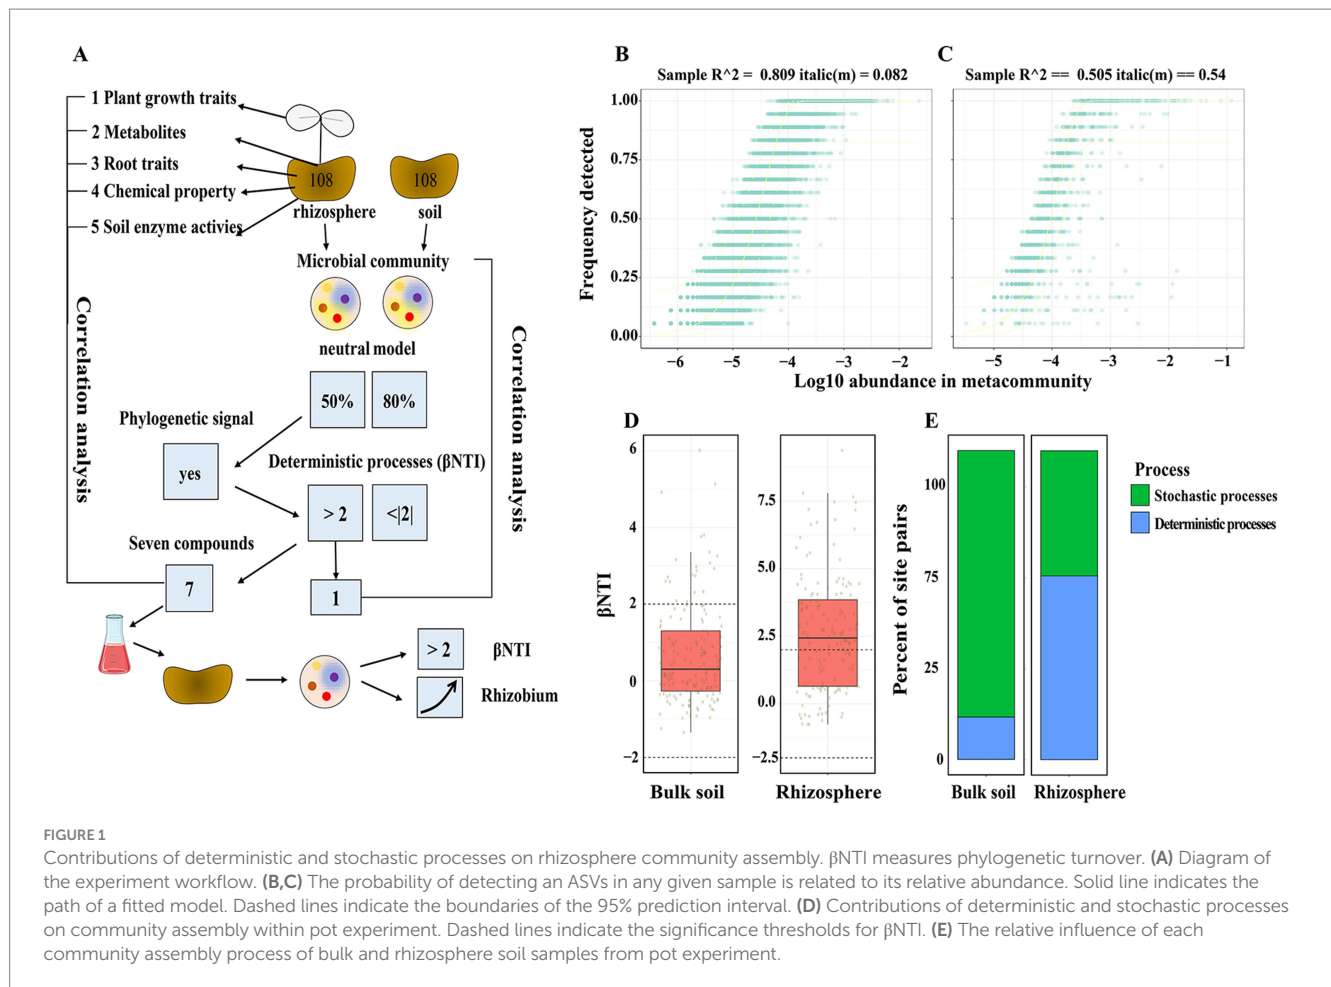 A
1 Plant growth traits
2 Metabolites
3 Root traits
4 Chemical property
5 Soil enzyme activies
108
108
rhizosphere
soil
Microbial community
neutral model
50%
80%
Phylogenetic signal
yes
Deterministic processes (βNTI)
> 2
<|2|
Seven compounds
7
1
> 2
βNTI
Rhizobium
Correlation analysis
Correlation analysis
B
Sample R^2 = 0.809 italic(m) = 0.082
C
Sample R^2 == 0.505 italic(m) == 0.54
Frequency detected
1.00
0.75
0.50
0.25
0.00
−6
−5
−4
−3
−2
−5
−4
−3
−2
−1
Log10 abundance in metacommunity
D
βNTI
6
4
2
0
−2
7.5
5.0
2.5
0.0
−2.5
Bulk soil
Rhizosphere
E
Percent of site pairs
100
75
50
25
0
Bulk soil
Rhizosphere
Process
Stochastic processes
Deterministic processes
FIGURE 1
Contributions of deterministic and stochastic processes on rhizosphere community assembly. βNTI measures phylogenetic turnover. (A) Diagram of
the experiment workflow. (B,C) The probability of detecting an ASVs in any given sample is related to its relative abundance. Solid line indicates the
path of a fitted model. Dashed lines indicate the boundaries of the 95% prediction interval. (D) Contributions of deterministic and stochastic processes
on community assembly within pot experiment. Dashed lines indicate the significance thresholds for βNTI. (E) The relative influence of each
community assembly process of bulk and rhizosphere soil samples from pot experiment.